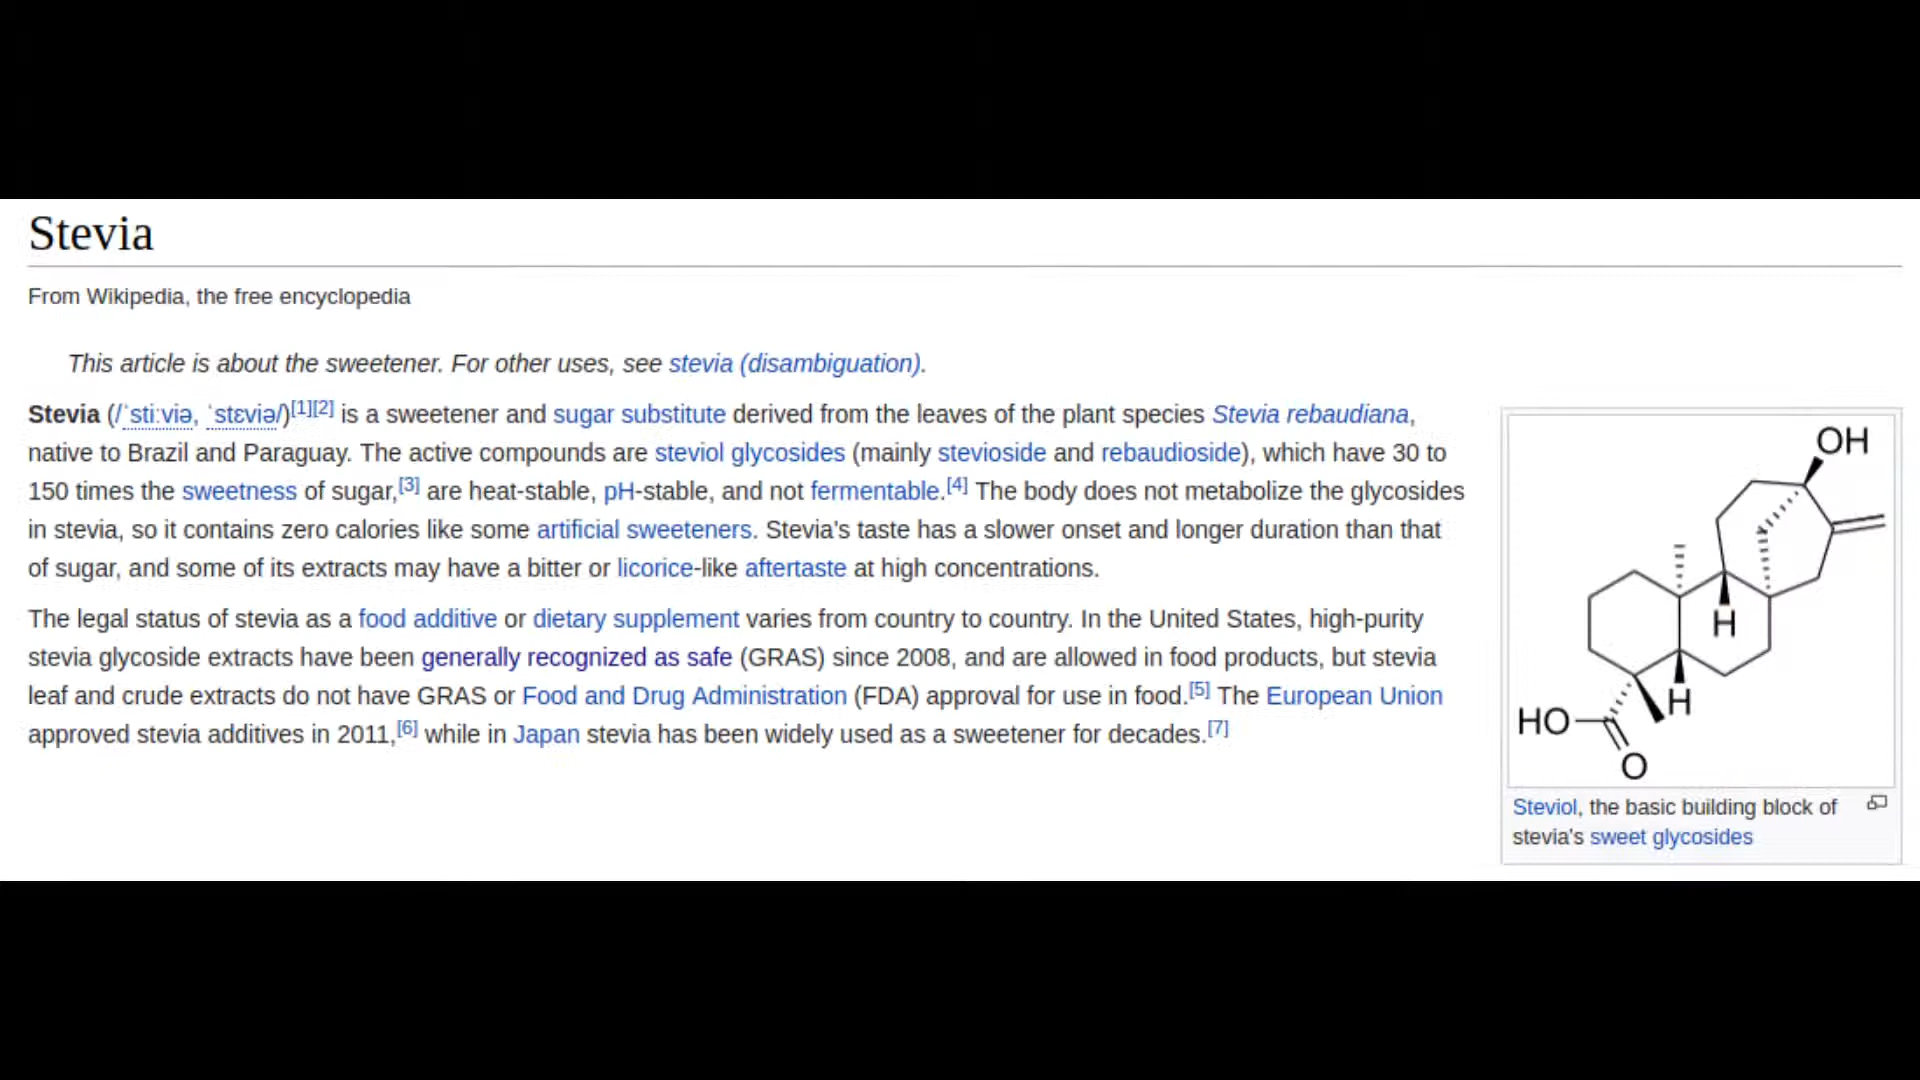 Stevia
From Wikipedia, the free encyclopedia
This article is about the sweetener. For other uses, see stevia (disambiguation).
Stevia (/ˈstiːviə, ˈstɛviə/)[1][2] is a sweetener and sugar substitute derived from the leaves of the plant species Stevia rebaudiana,
native to Brazil and Paraguay. The active compounds are steviol glycosides (mainly stevioside and rebaudioside), which have 30 to
150 times the sweetness of sugar,[3] are heat-stable, pH-stable, and not fermentable.[4] The body does not metabolize the glycosides
in stevia, so it contains zero calories like some artificial sweeteners. Stevia's taste has a slower onset and longer duration than that
of sugar, and some of its extracts may have a bitter or licorice-like aftertaste at high concentrations.
The legal status of stevia as a food additive or dietary supplement varies from country to country. In the United States, high-purity
stevia glycoside extracts have been generally recognized as safe (GRAS) since 2008, and are allowed in food products, but stevia
leaf and crude extracts do not have GRAS or Food and Drug Administration (FDA) approval for use in food.[5] The European Union
approved stevia additives in 2011,[6] while in Japan stevia has been widely used as a sweetener for decades.[7]
OH
H
H
HO
O
Steviol, the basic building block of
stevia's sweet glycosides